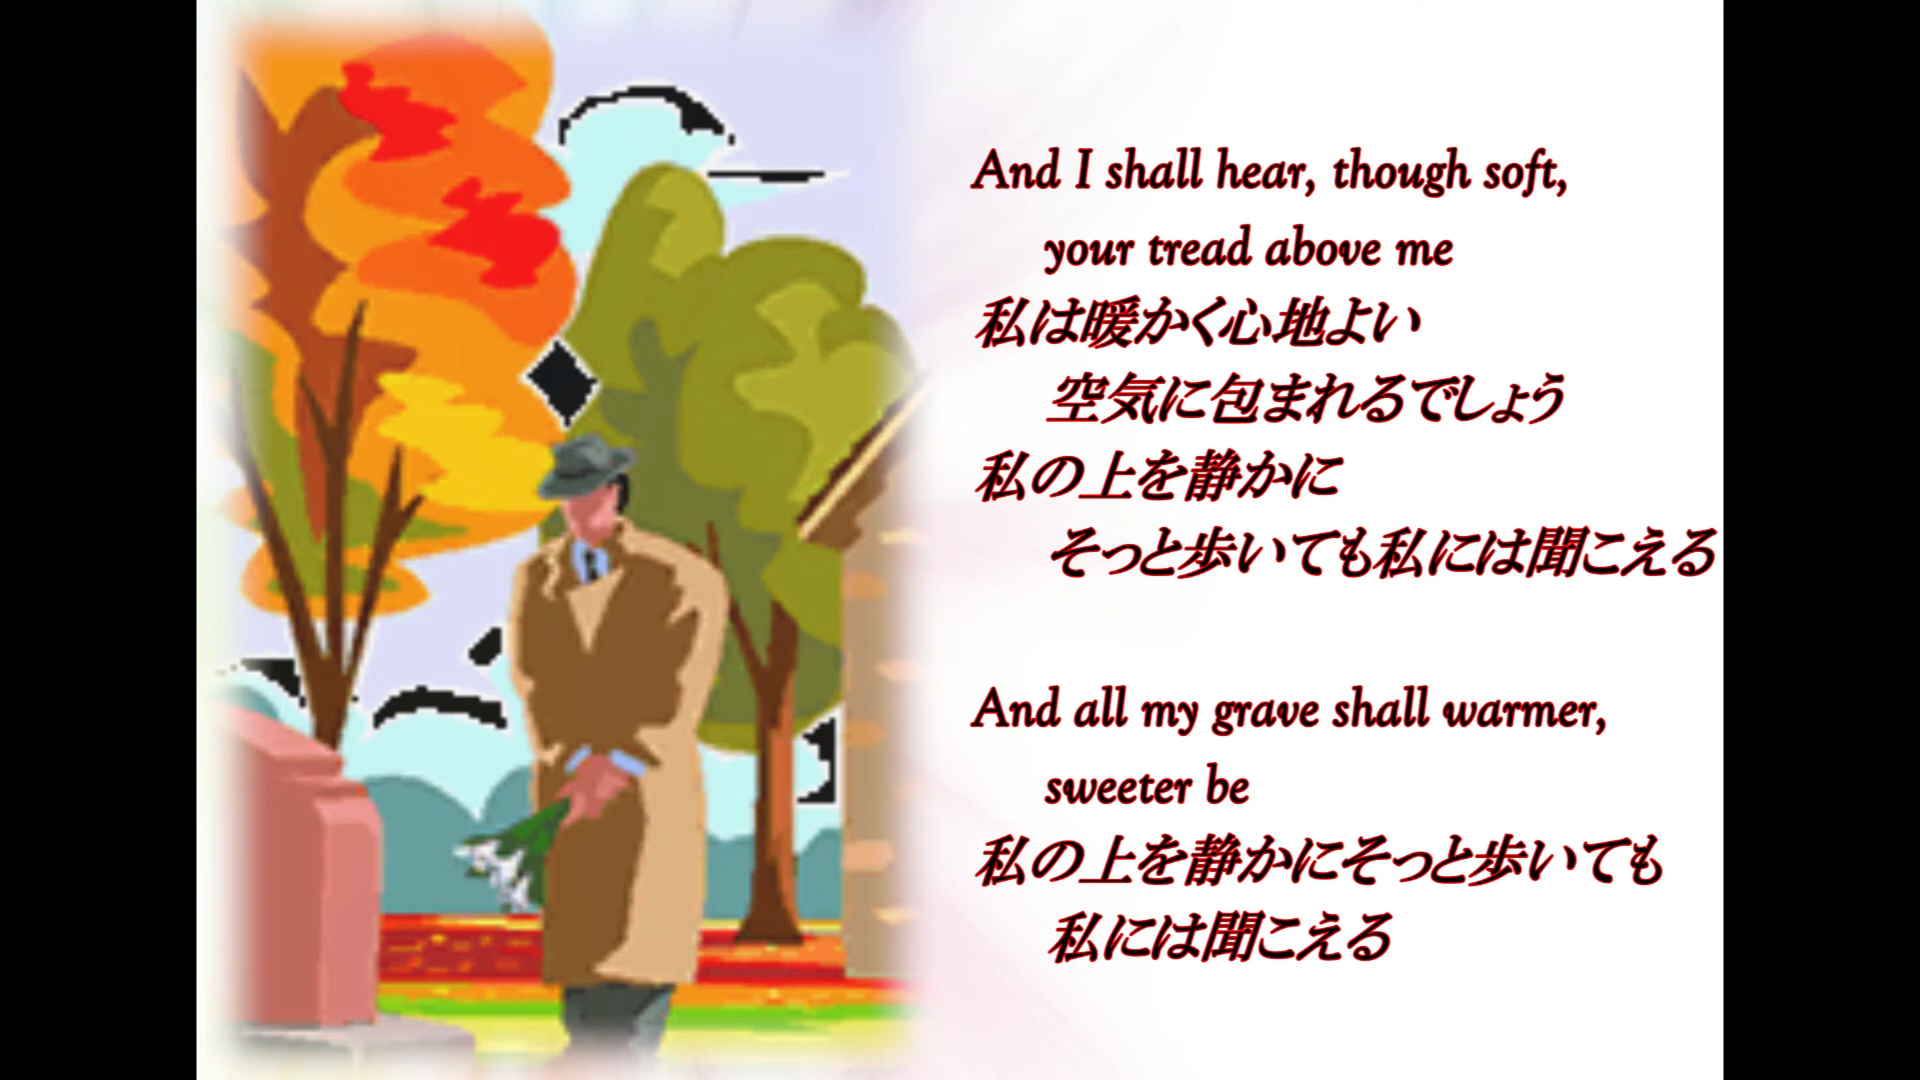 And I shall hear, though soft,
your tread above me
私は暖かく心地よい
空気に包まれるでしょう
私の上を静かに
そっと歩いても私には聞こえる
And all my grave shall warmer,
sweeter be
私の上を静かにそっと歩いても
私には聞こえる